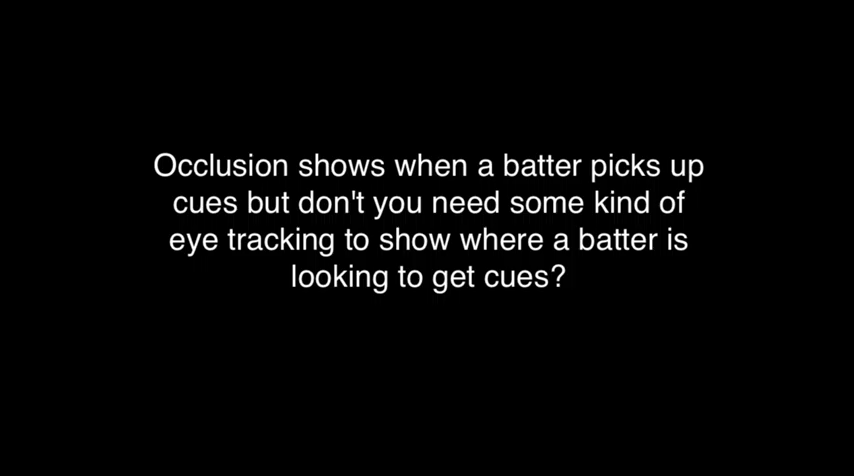 Occlusion shows when a batter picks up
cues but don't you need some kind of
eye tracking to show where a batter is
looking to get cues?